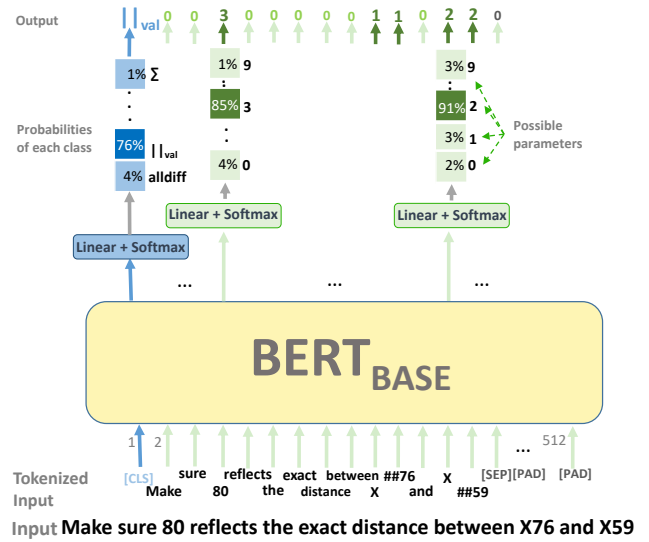 Output || val 0 0 3 0 0 0 0 0 1 1 0 2 2 0
1% Σ 1% 9 3% 9
85% 3 91% 2
Probabilities of each class
76% ||val 3% 1 Possible parameters
4% alldiff 4% 0 2% 0
Linear + Softmax Linear + Softmax
Linear + Softmax
... ... ...
BERT BASE
1 2 ... 512
Tokenized Input [CLS] Make sure 80 reflects the exact distance between X ##76 and X ##59 [SEP] [PAD] [PAD]
Input Make sure 80 reflects the exact distance between X76 and X59